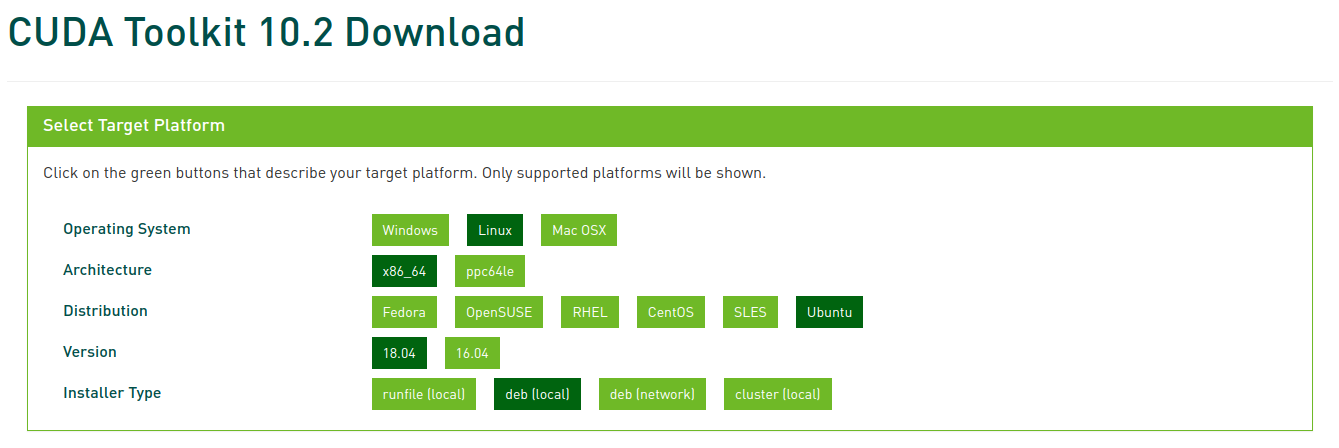 CUDA Toolkit 10.2 Download
Select Target Platform
Click on the green buttons that describe your target platform. Only supported platforms will be shown.
Operating System Windows Linux Mac OSX
Architecture x86_64 ppc64le
Distribution Fedora OpenSUSE RHEL CentOS SLES Ubuntu
Version 18.04 16.04
Installer Type runfile (local) deb (local) deb (network) cluster (local)